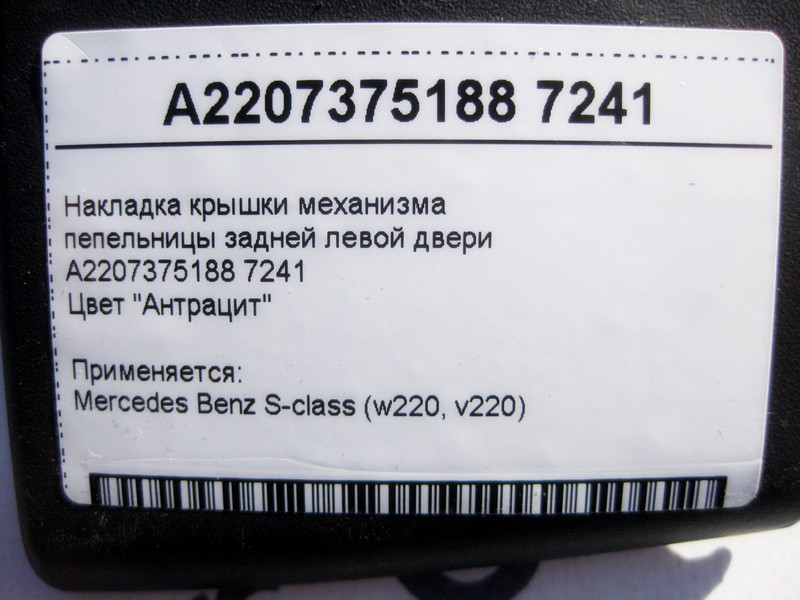 A2207375188 7241
Накладка крышки механизма
пепельницы задней левой двери
A2207375188 7241
Цвет "Антрацит"
Применяется:
Mercedes Benz S-class (w220, v220)